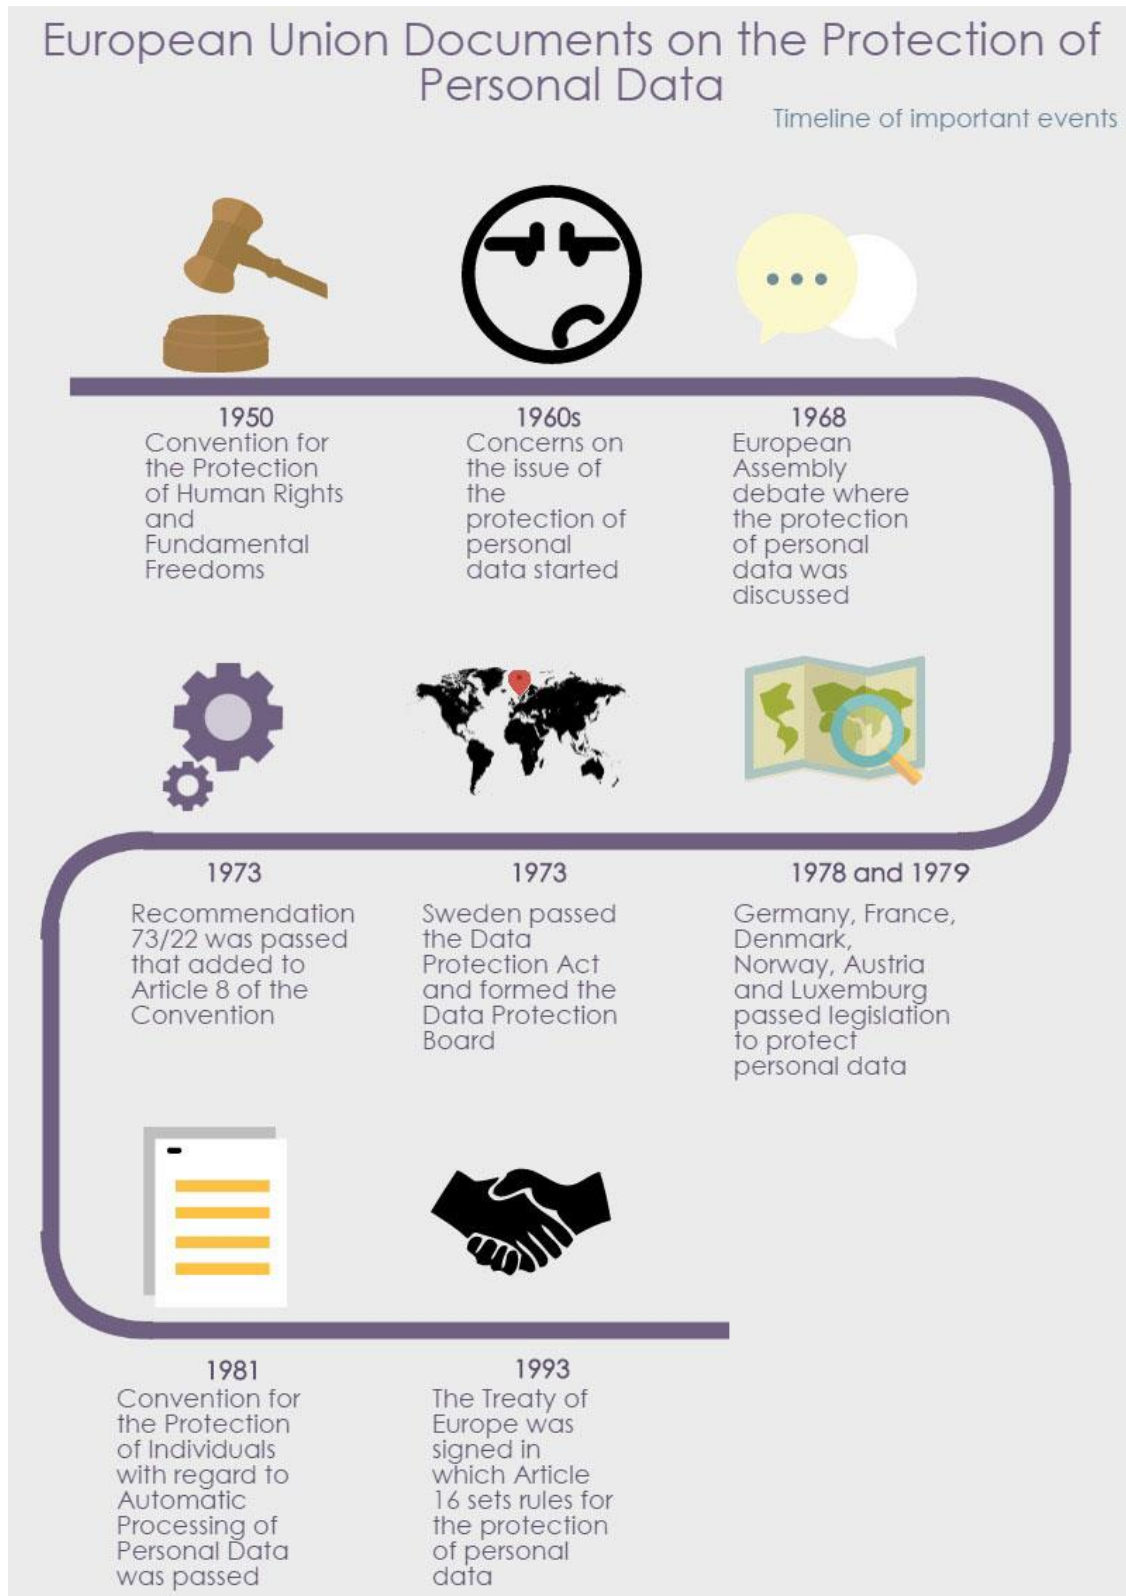 European Union Documents on the Protection of
Personal Data
Timeline of important events
1950
Convention for
the Protection
of Human Rights
and
Fundamental
Freedoms
1960s
Concerns on
the issue of
the
protection of
personal
data started
1968
European
Assembly
debate where
the protection
of personal
data was
discussed
1973
Recommendation
73/22 was passed
that added to
Article 8 of the
Convention
1973
Sweden passed
the Data
Protection Act
and formed the
Data Protection
Board
1978 and 1979
Germany, France,
Denmark,
Norway, Austria
and Luxemburg
passed legislation
to protect
personal data
1981
Convention for
the Protection
of Individuals
with regard to
Automatic
Processing of
Personal Data
was passed
1993
The Treaty of
Europe was
signed in
which Article
16 sets rules for
the protection
of personal
data